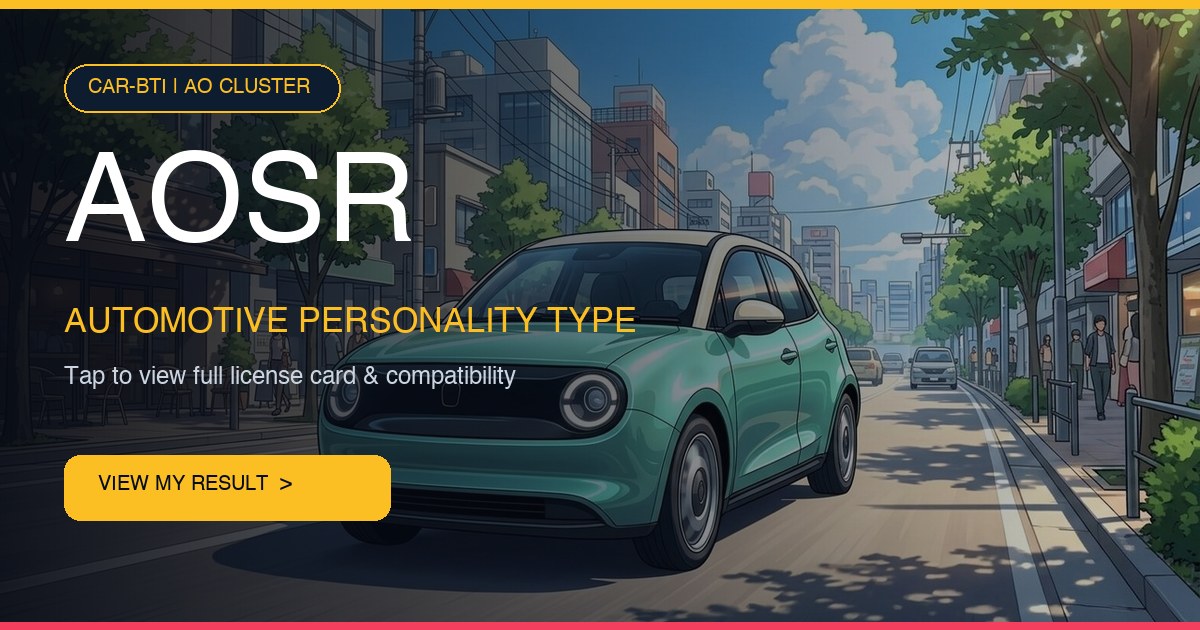 CAR-BTI | AO CLUSTER
AOSR
AUTOMOTIVE PERSONALITY TYPE
Tap to view full license card & compatibility
VIEW MY RESULT >